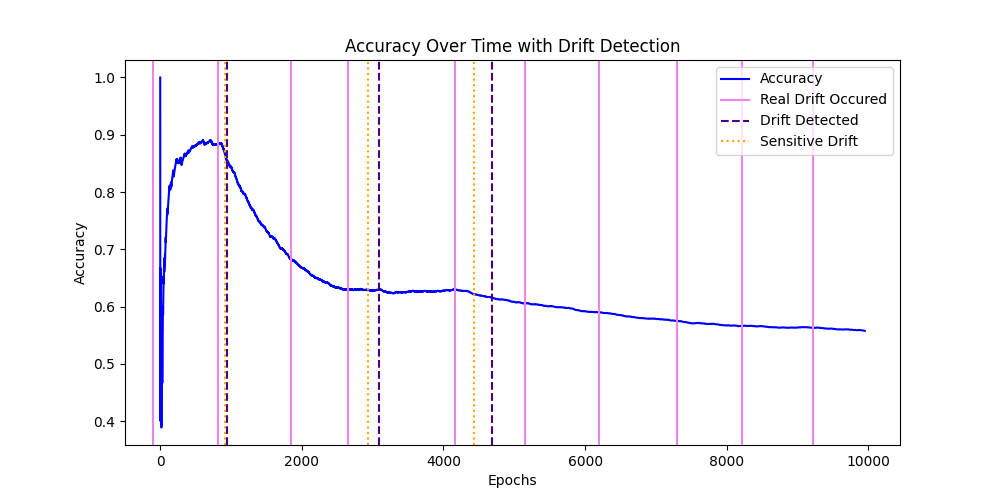 Accuracy Over Time with Drift Detection
Accuracy
Real Drift Occured
Drift Detected
Sensitive Drift
1.0
0.9
0.8
0.7
0.6
0.5
0.4
Accuracy
0
2000
4000
6000
8000
10000
Epochs